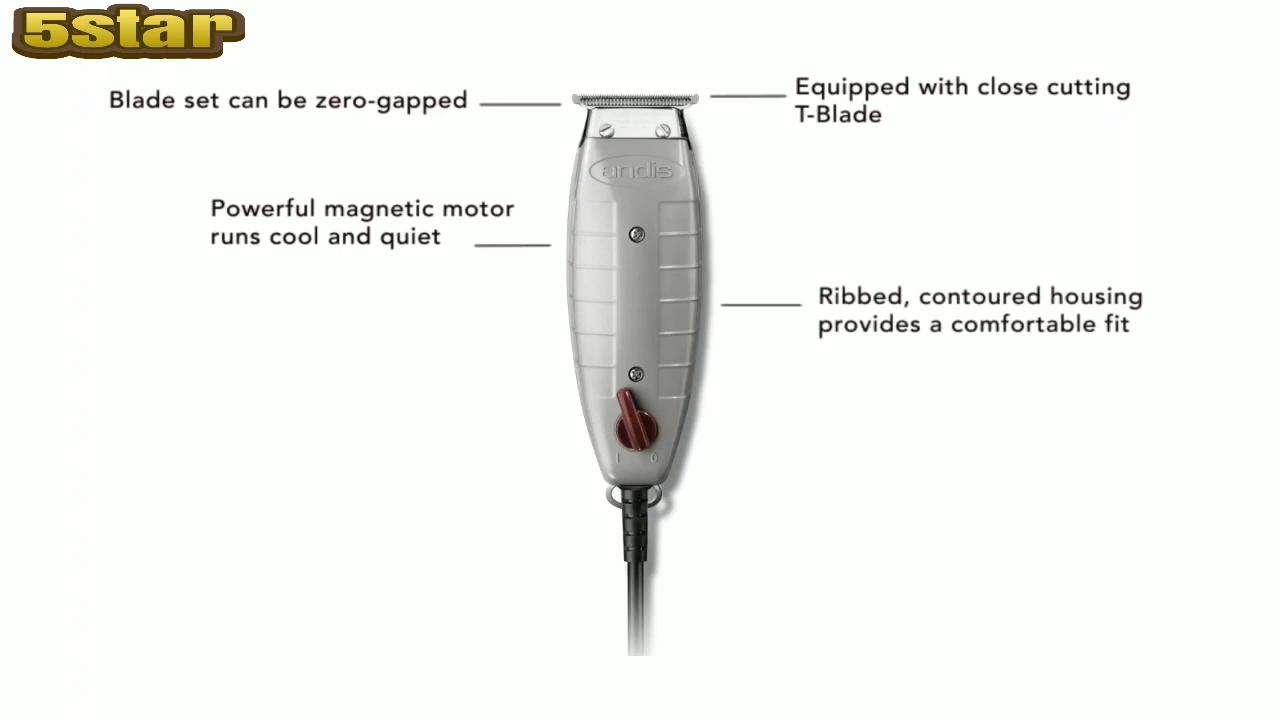 5star
Blade set can be zero-gapped
Equipped with close cutting
T-Blade
andis
Powerful magnetic motor
runs cool and quiet
Ribbed, contoured housing
provides a comfortable fit
I 0